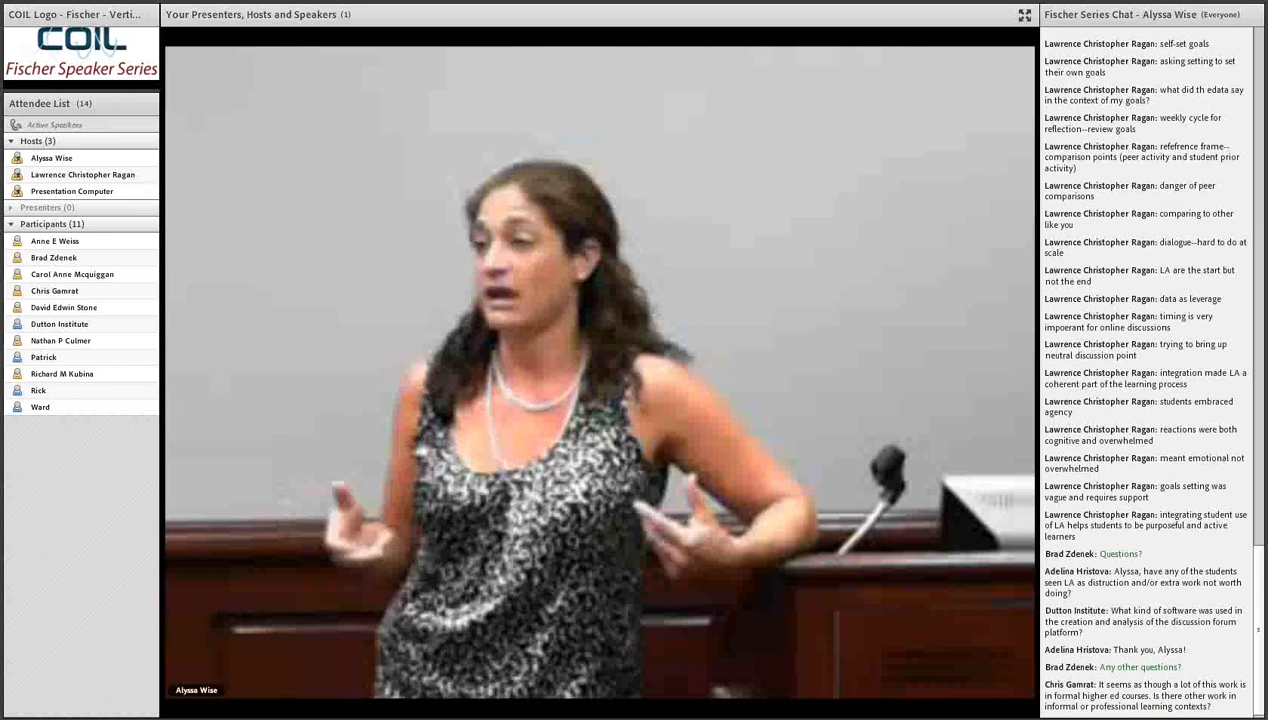 COIL Logo - Fischer - Verti...
COIL
Fischer Speaker Series
Attendee List (14)
Active Speakers
Hosts (3)
Alyssa Wise
Lawrence Christopher Ragan
Presentation Computer
Presenters (0)
Participants (11)
Anne E Weiss
Brad Zdenek
Carol Anne Mcquiggan
Chris Gamrat
David Edwin Stone
Dutton Institute
Nathan P Culmer
Patrick
Richard M Kubina
Rick
Ward
Your Presenters, Hosts and Speakers (1)
Alyssa Wise
Fischer Series Chat - Alyssa Wise (Everyone)
Lawrence Christopher Ragan: self-set goals
Lawrence Christopher Ragan: asking setting to set
their own goals
Lawrence Christopher Ragan: what did th edata say
in the context of my goals?
Lawrence Christopher Ragan: weekly cycle for
reflection--review goals
Lawrence Christopher Ragan: refefrence frame--
comparison points (peer activity and student prior
activity)
Lawrence Christopher Ragan: danger of peer
comparisons
Lawrence Christopher Ragan: comparing to other
like you
Lawrence Christopher Ragan: dialogue--hard to do at
scale
Lawrence Christopher Ragan: LA are the start but
not the end
Lawrence Christopher Ragan: data as leverage
Lawrence Christopher Ragan: timing is very
impoerant for online discussions
Lawrence Christopher Ragan: trying to bring up
neutral discussion point
Lawrence Christopher Ragan: integration made LA a
coherent part of the learning process
Lawrence Christopher Ragan: students embraced
agency
Lawrence Christopher Ragan: reactions were both
cognitive and overwhelmed
Lawrence Christopher Ragan: meant emotional not
overwhelmed
Lawrence Christopher Ragan: goals setting was
vague and requires support
Lawrence Christopher Ragan: integrating student use
of LA helps students to be purposeful and active
learners
Brad Zdenek: Questions?
Adelina Hristova: Alyssa, have any of the students
seen LA as distruction and/or extra work not worth
doing?
Dutton Institute: What kind of software was used in
the creation and analysis of the discussion forum
platform?
Adelina Hristova: Thank you, Alyssa!
Brad Zdenek: Any other questions?
Chris Gamrat: It seems as though a lot of this work is
in formal higher ed courses. Is there other work in
informal or professional learning contexts?